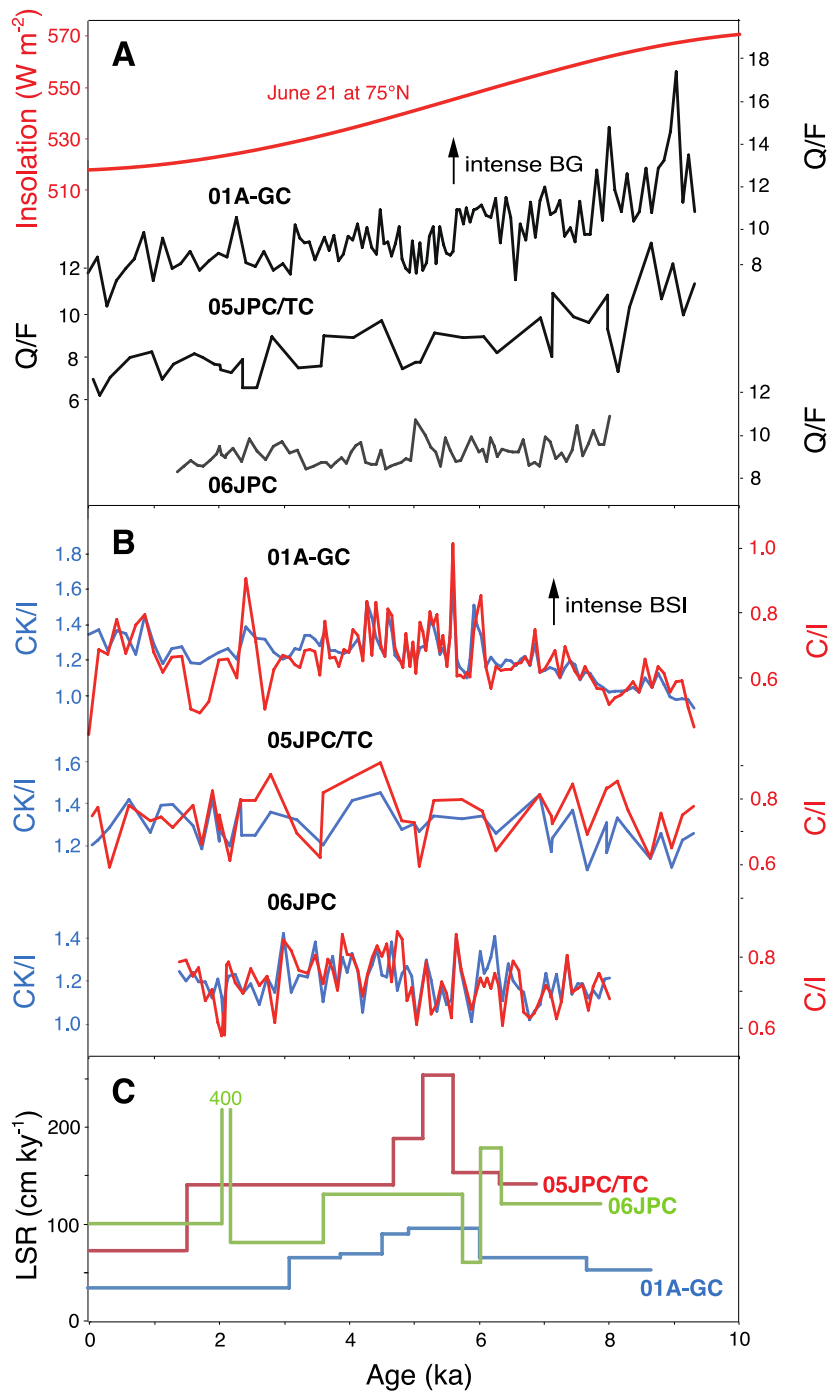 A
Insolation (W m-2)
570
550
530
510
June 21 at 75°N
intense BG
18
16
14
12
10
8
Q/F
01A-GC
12
10
8
6
Q/F
05JPC/TC
12
10
8
Q/F
06JPC
B
01A-GC
1.8
1.6
1.4
1.2
1.0
CK/I
intense BSI
1.0
0.8
0.6
C/I
05JPC/TC
1.6
1.4
1.2
CK/I
0.8
0.6
C/I
06JPC
1.4
1.2
1.0
CK/I
0.8
0.6
C/I
C
400
200
100
0
LSR (cm ky-1)
05JPC/TC
06JPC
01A-GC
0 2 4 6 8 10
Age (ka)